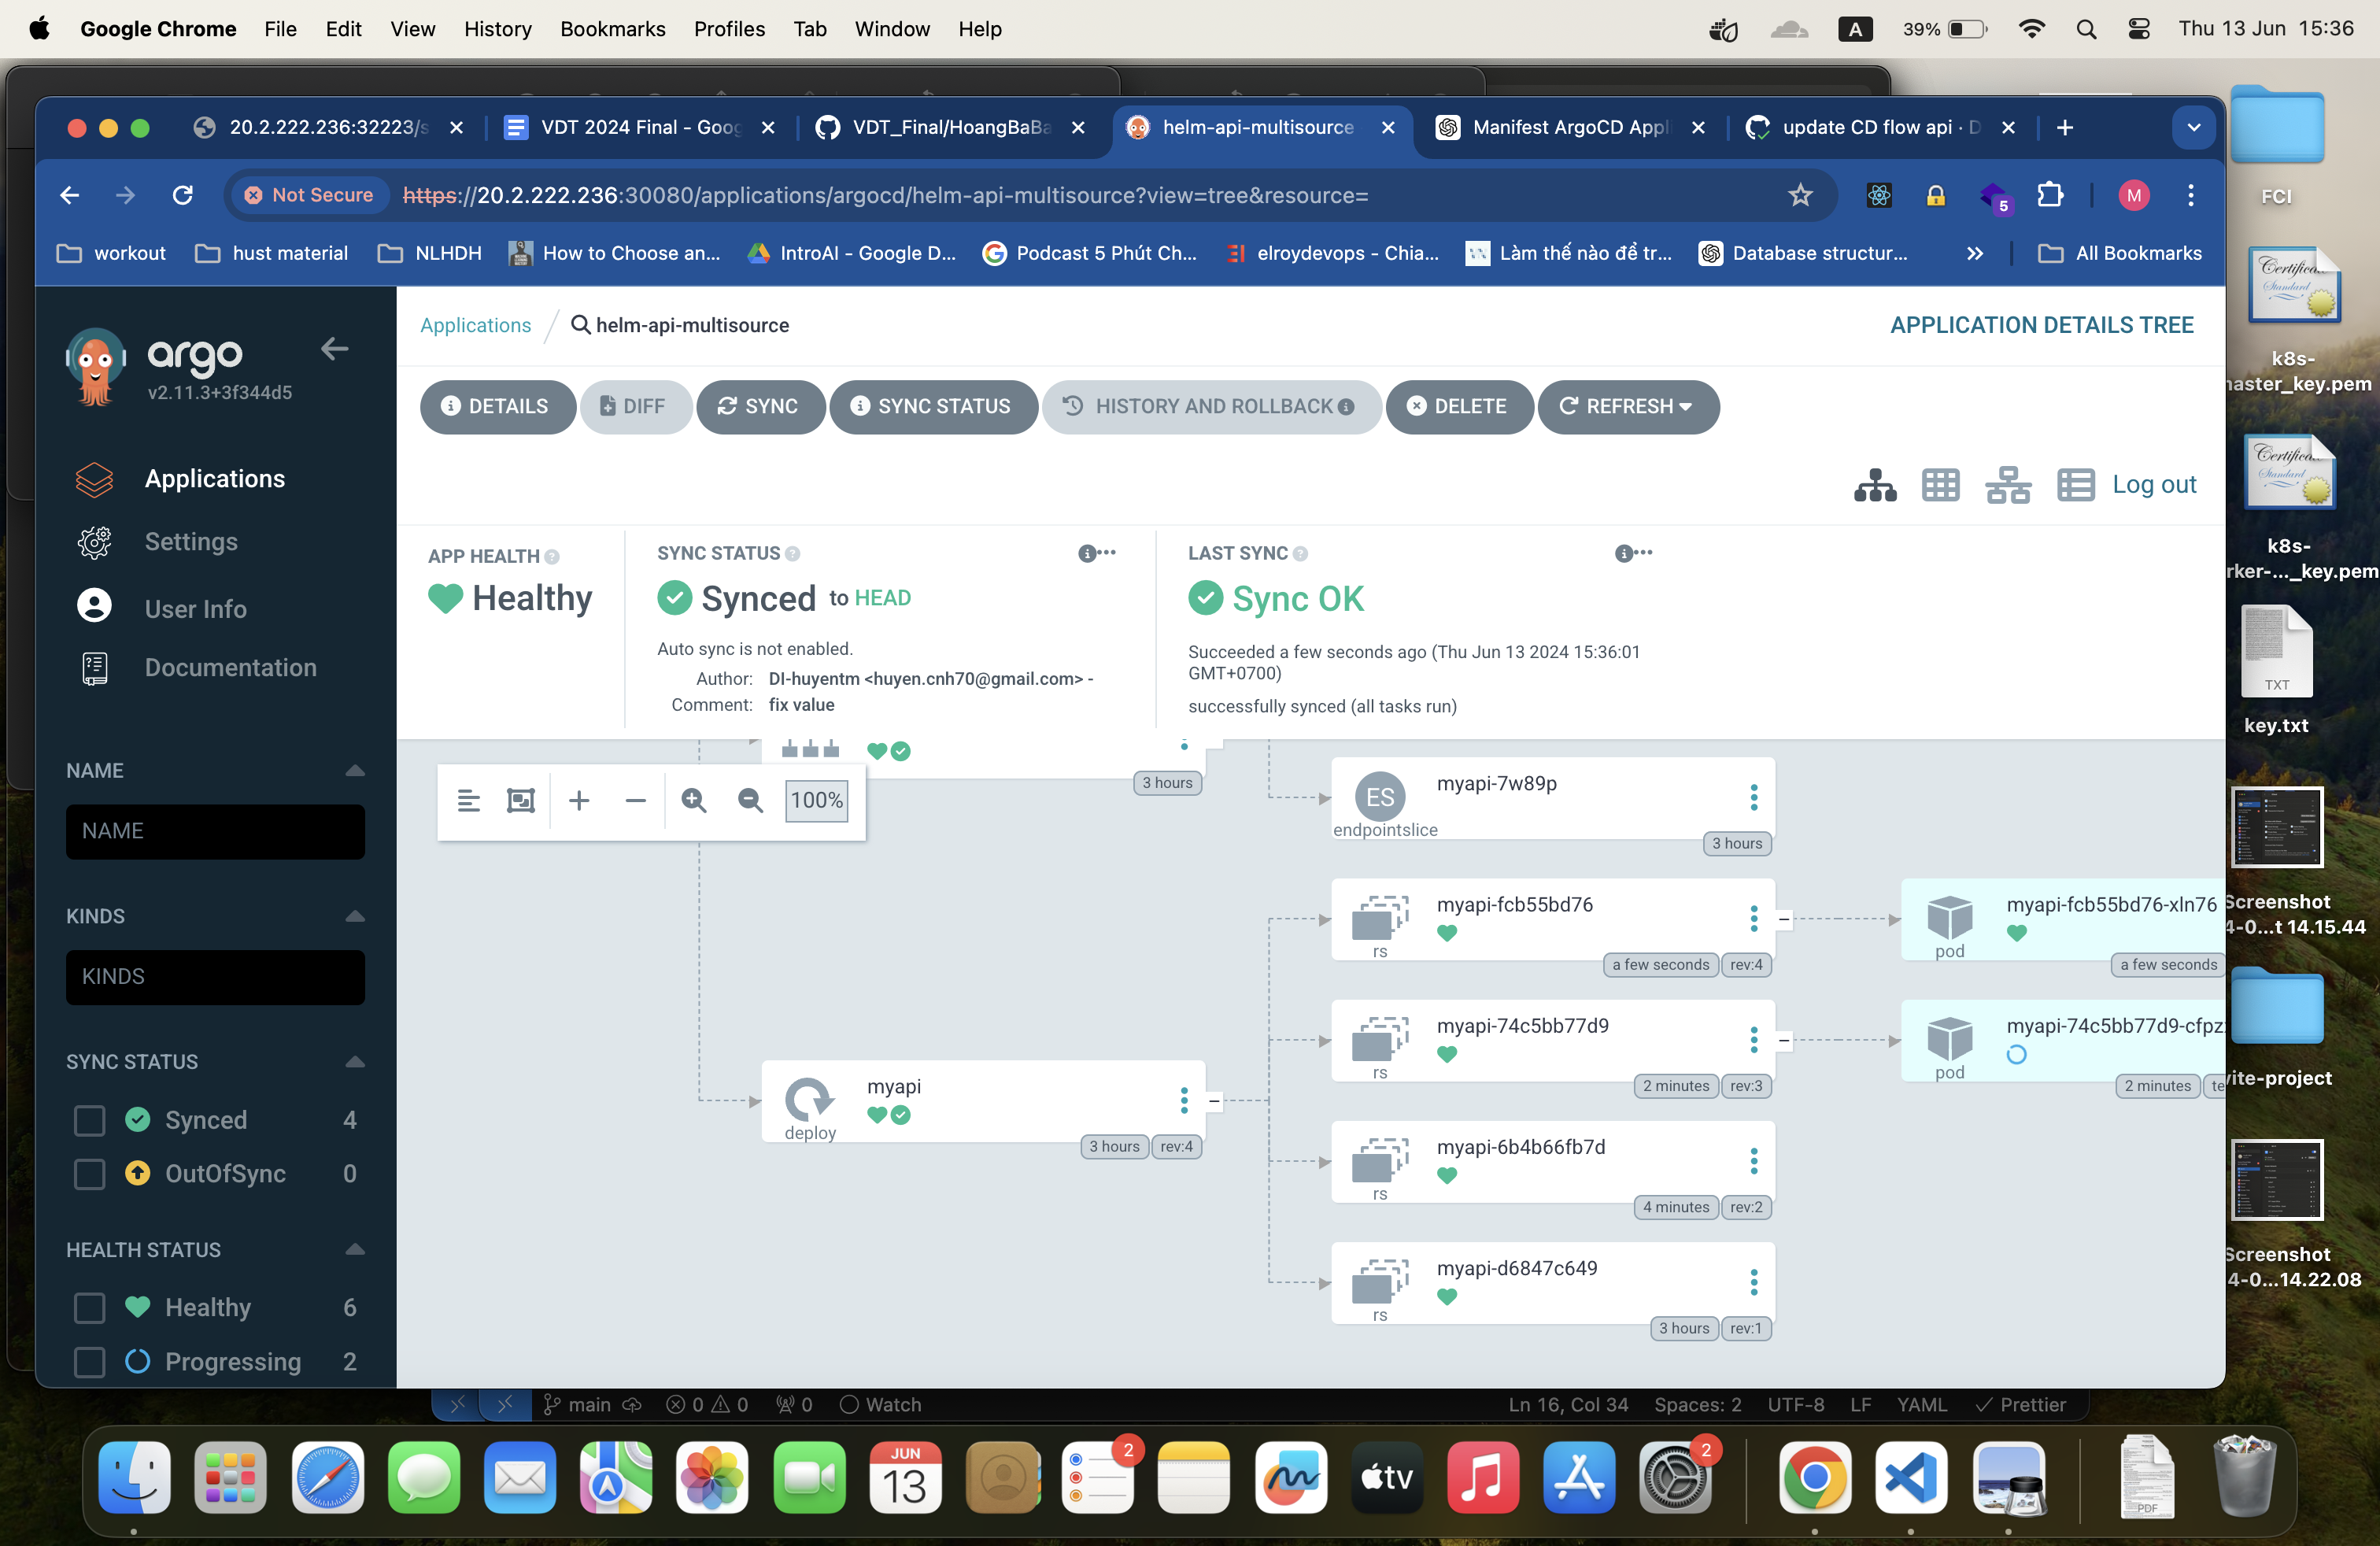 Google Chrome File Edit View History Bookmarks Profiles Tab Window Help A 39% Thu 13 Jun 15:36
20.2.222.236:32223/s VDT 2024 Final - Goog VDT_Final/HoangBaBa helm-api-multisource Manifest ArgoCD Appl update CD flow api · D
Not Secure https://20.2.222.236:30080/applications/argocd/helm-api-multisource?view=tree&resource= 5 M
workout hust material NLHDH How to Choose an... IntroAI - Google D... Podcast 5 Phút Ch... elroydevops - Chia... Làm thế nào để tr... Database structur... » All Bookmarks
argo
v2.11.3+3f344d5
Applications
Settings
User Info
Documentation
NAME
NAME
KINDS
KINDS
SYNC STATUS
Synced 4
OutOfSync 0
HEALTH STATUS
Healthy 6
Progressing 2
Applications / helm-api-multisource APPLICATION DETAILS TREE
DETAILS DIFF SYNC SYNC STATUS HISTORY AND ROLLBACK DELETE REFRESH
Log out
APP HEALTH
Healthy
SYNC STATUS
Synced to HEAD
Auto sync is not enabled.
Author: DI-huyentm <huyen.cnh70@gmail.com> -
Comment: fix value
LAST SYNC
Sync OK
Succeeded a few seconds ago (Thu Jun 13 2024 15:36:01
GMT+0700)
successfully synced (all tasks run)
3 hours
100%
ES myapi-7w89p
endpointslice
3 hours
myapi-fcb55bd76
rs
a few seconds rev:4
myapi-fcb55bd76-xln76
pod
a few seconds
myapi-74c5bb77d9
rs
2 minutes rev:3
myapi-74c5bb77d9-cfpz
pod
2 minutes te
myapi
deploy
3 hours rev:4
myapi-6b4b66fb7d
rs
4 minutes rev:2
myapi-d6847c649
rs
3 hours rev:1
main 0 0 0 Watch Ln 16, Col 34 Spaces: 2 UTF-8 LF YAML Prettier
FCI
Certifica
Standard
k8s-
naster_key.pem
Certifica
Standard
k8s-
rker-..._key.pem
TXT
key.txt
Screenshot
4-0...t 14.15.44
vite-project
Screenshot
4-0...14.22.08
JUN
13
2
tv
2
PDF